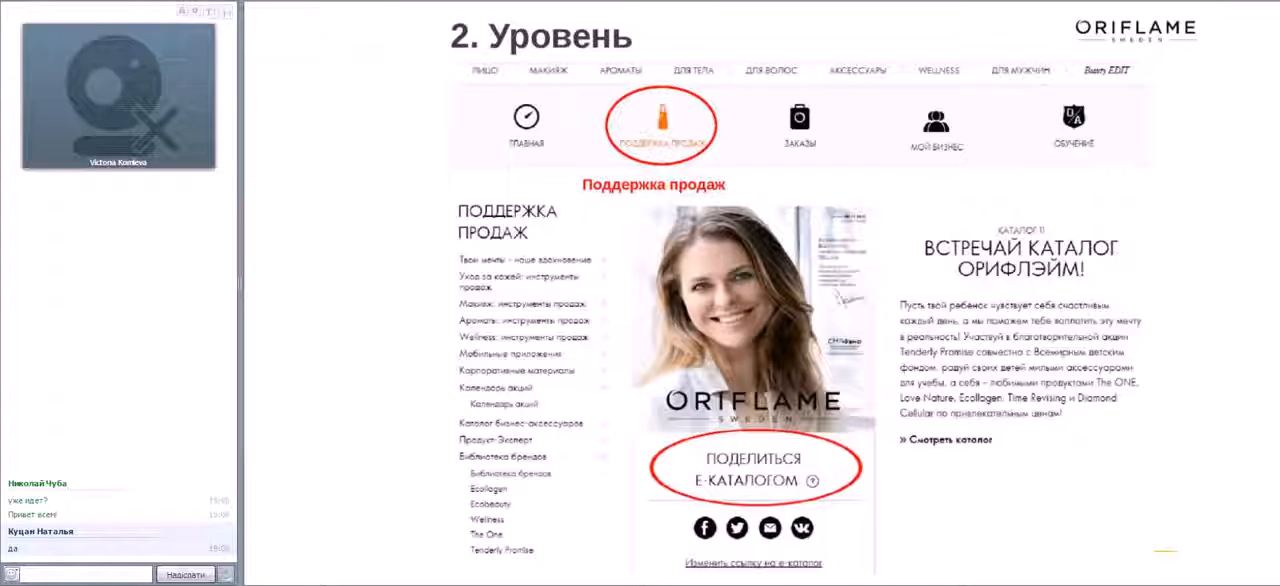 Victoria Komleva
Николай Чуба
уже идет?
Привет всем!
Куцан Наталья
да
Надіслати
2. Уровень
ORIFLAME
SWEDEN
ЛИЦО
МАКИЯЖ
АРОМАТЫ
ДЛЯ ТЕЛА
ДЛЯ ВОЛОС
АКСЕССУАРЫ
WELLNESS
ДЛЯ МУЖЧИН
Beauty EDIT
ГЛАВНАЯ
ПОДДЕРЖКА ПРОДАЖ
ЗАКАЗЫ
МОЙ БИЗНЕС
ОБУЧЕНИЕ
Поддержка продаж
ПОДДЕРЖКА
ПРОДАЖ
Твои мечты - наше вдохновение
Уход за кожей: инструменты
продаж
Макияж: инструменты продаж
Ароматы: инструменты продаж
Wellness: инструменты продаж
Мобильные приложения
Корпоративные материалы
Календарь акций
Календарь акций
Каталог бизнес-аксессуаров
Продукт-Эксперт
Библиотека брендов
Библиотека брендов
Ecollagen
Ecobeauty
Wellness
The One
Tenderly Promise
ORIFLAME
SWEDEN
ПОДЕЛИТЬСЯ
Е-КАТАЛОГОМ ?
Изменить ссылку на е-каталог
КАТАЛОГ 11
ВСТРЕЧАЙ КАТАЛОГ
ОРИФЛЭЙМ!
Пусть твой ребенок чувствует себя счастливым
каждый день, а мы поможем тебе воплотить эту мечту
в реальность! Участвуй в благотворительной акции
Tenderly Promise совместно с Всемирным детским
фондом, радуй своих детей милыми аксессуарами
для учебы, а себя – любимыми продуктами The ONE,
Love Nature, Ecollagen, Time Revising и Diamond
Cellular по привлекательным ценам!
» Смотреть каталог